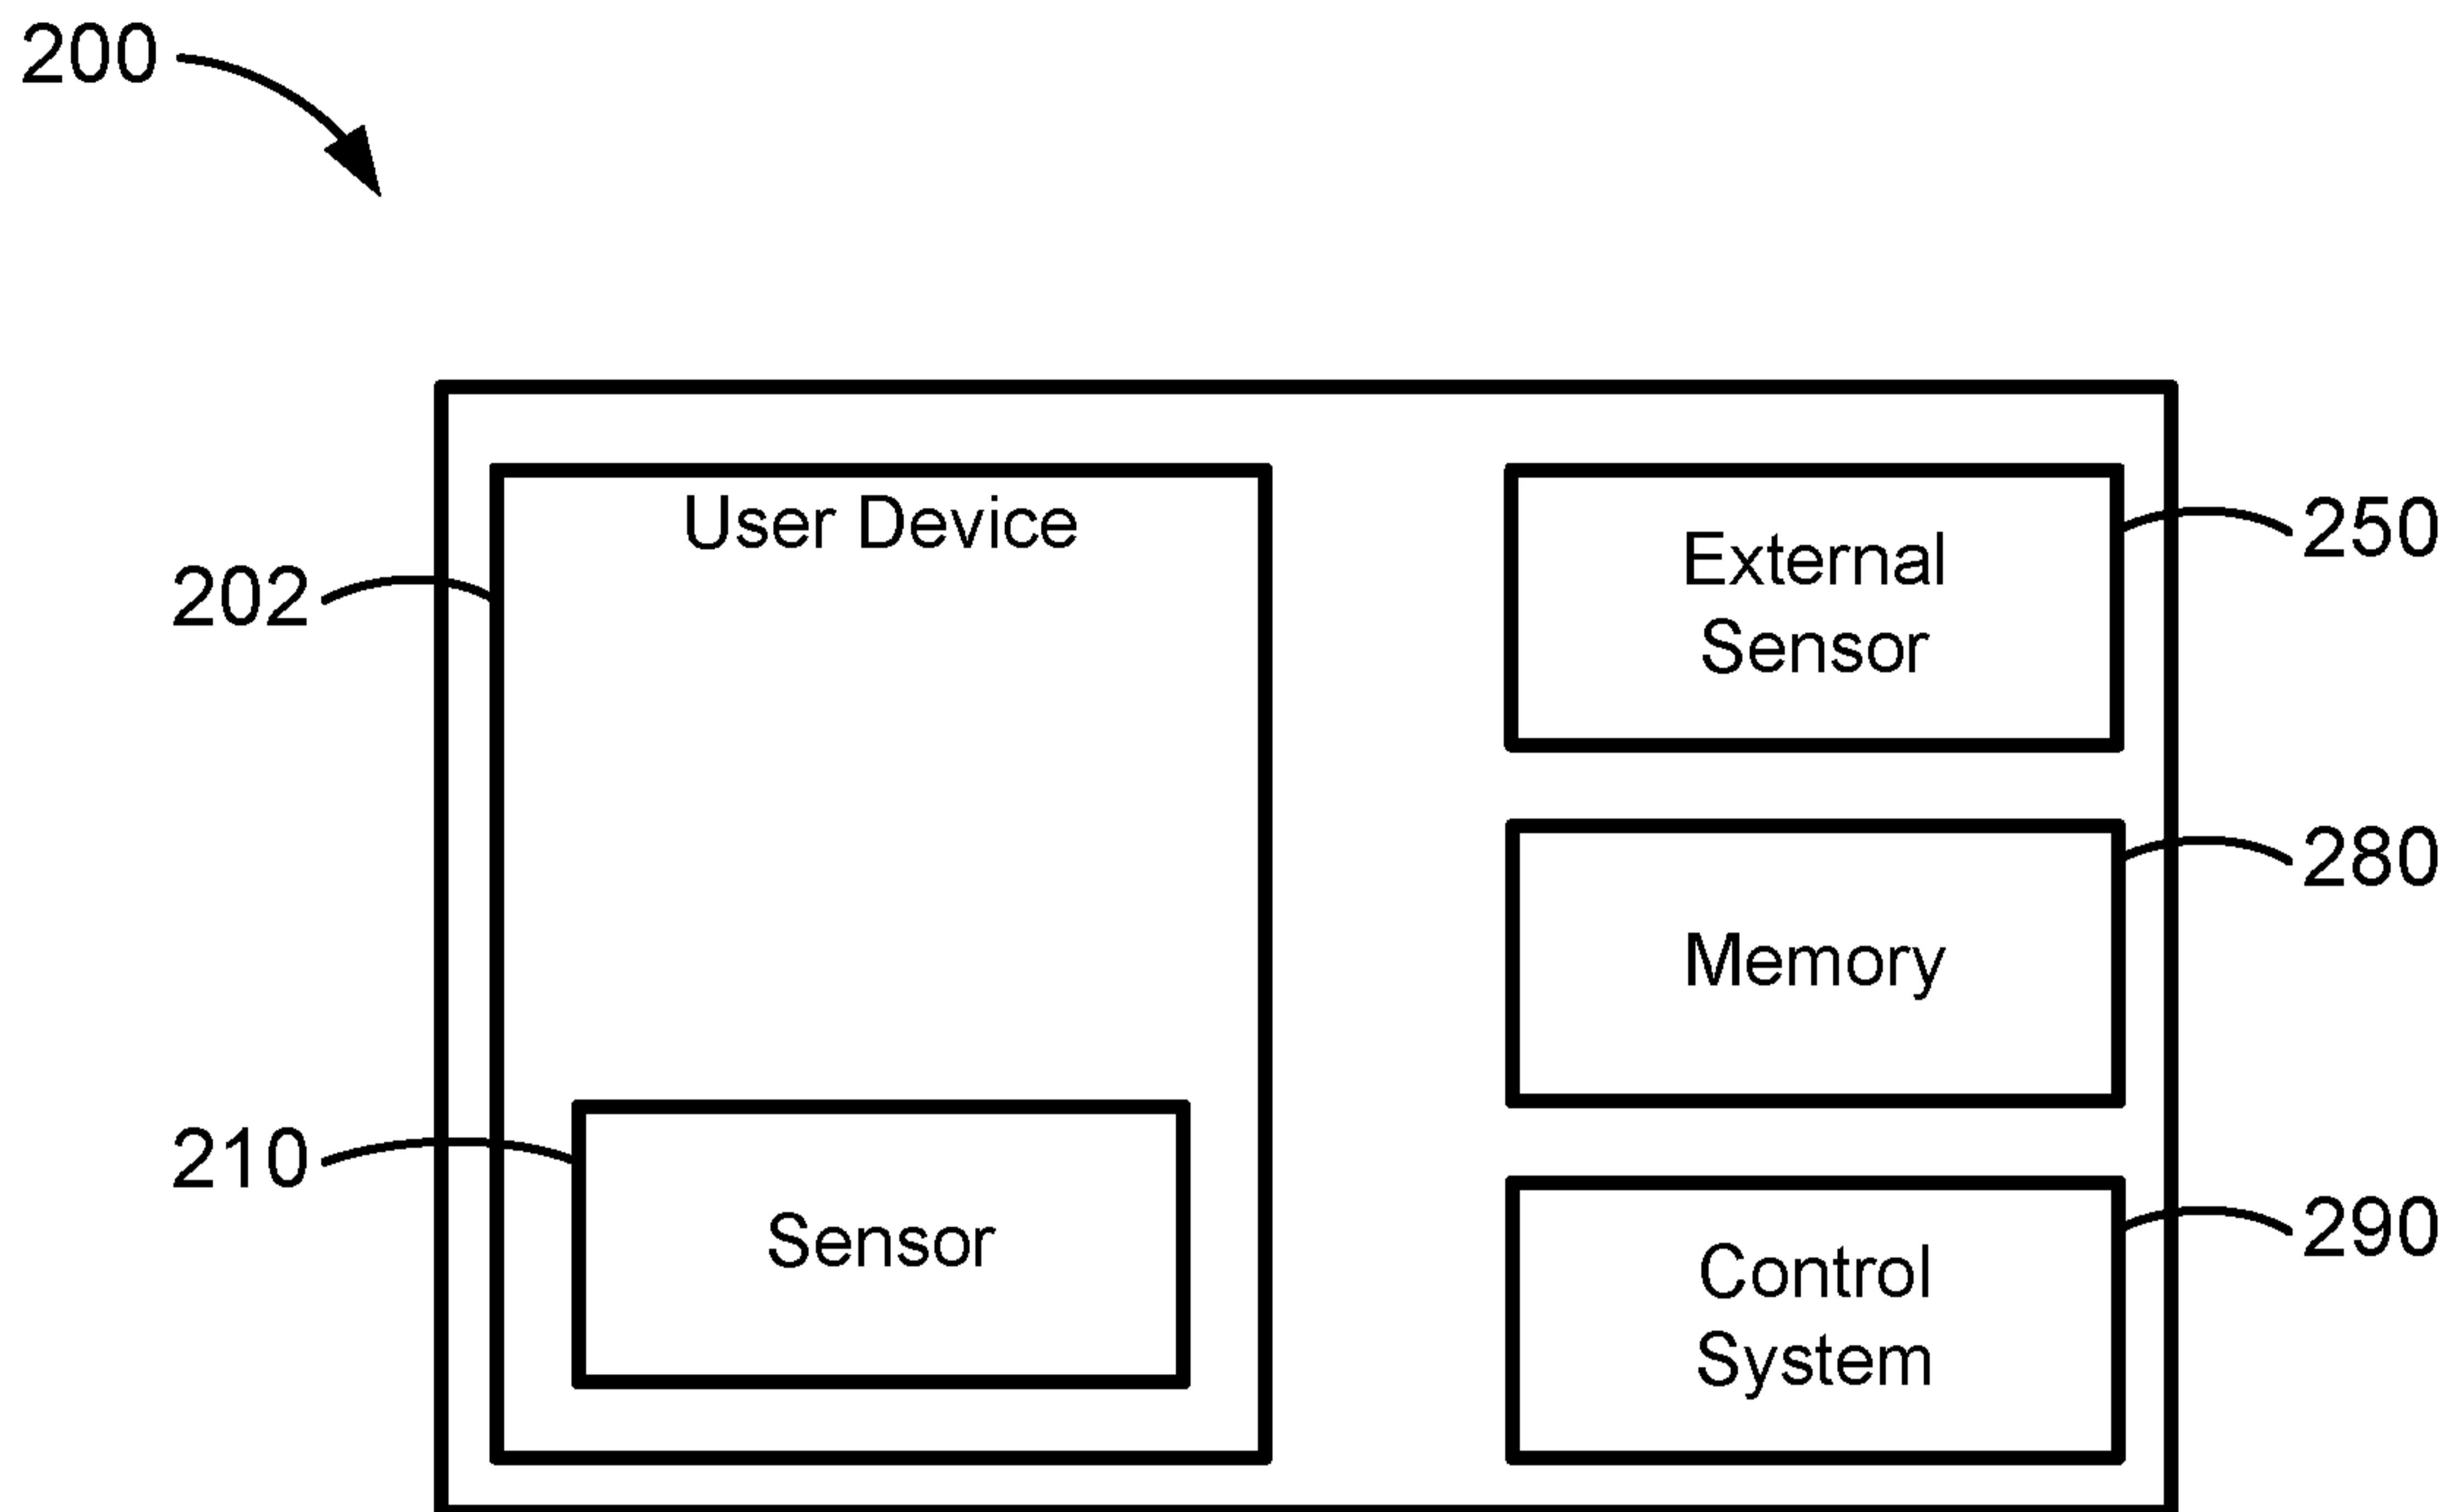 200
User Device
202
210
Sensor
External
Sensor
250
Memory
280
Control
System
290